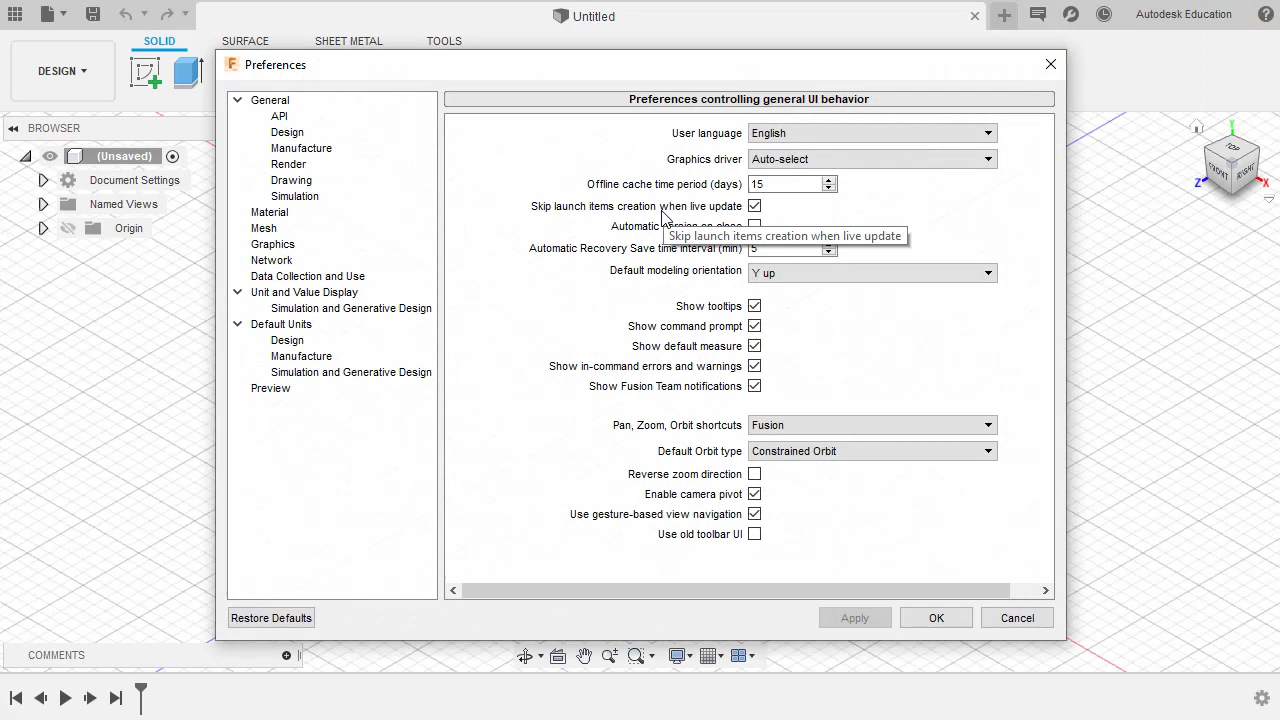 Untitled
Autodesk Education
SOLID
SURFACE
SHEET METAL
TOOLS
DESIGN
Preferences
BROWSER
(Unsaved)
Document Settings
Named Views
Origin
General
API
Design
Manufacture
Render
Drawing
Simulation
Material
Mesh
Graphics
Network
Data Collection and Use
Unit and Value Display
Simulation and Generative Design
Default Units
Design
Manufacture
Simulation and Generative Design
Preview
Preferences controlling general UI behavior
User language English
Graphics driver Auto-select
Offline cache time period (days) 15
Skip launch items creation when live update
Automatic
Skip launch items creation when live update
Automatic Recovery Save time interval (min) 5
Default modeling orientation Y up
Show tooltips
Show command prompt
Show default measure
Show in-command errors and warnings
Show Fusion Team notifications
Pan, Zoom, Orbit shortcuts Fusion
Default Orbit type Constrained Orbit
Reverse zoom direction
Enable camera pivot
Use gesture-based view navigation
Use old toolbar UI
Restore Defaults
Apply
OK
Cancel
Y
TOP
FRONT
RIGHT
Z
X
COMMENTS